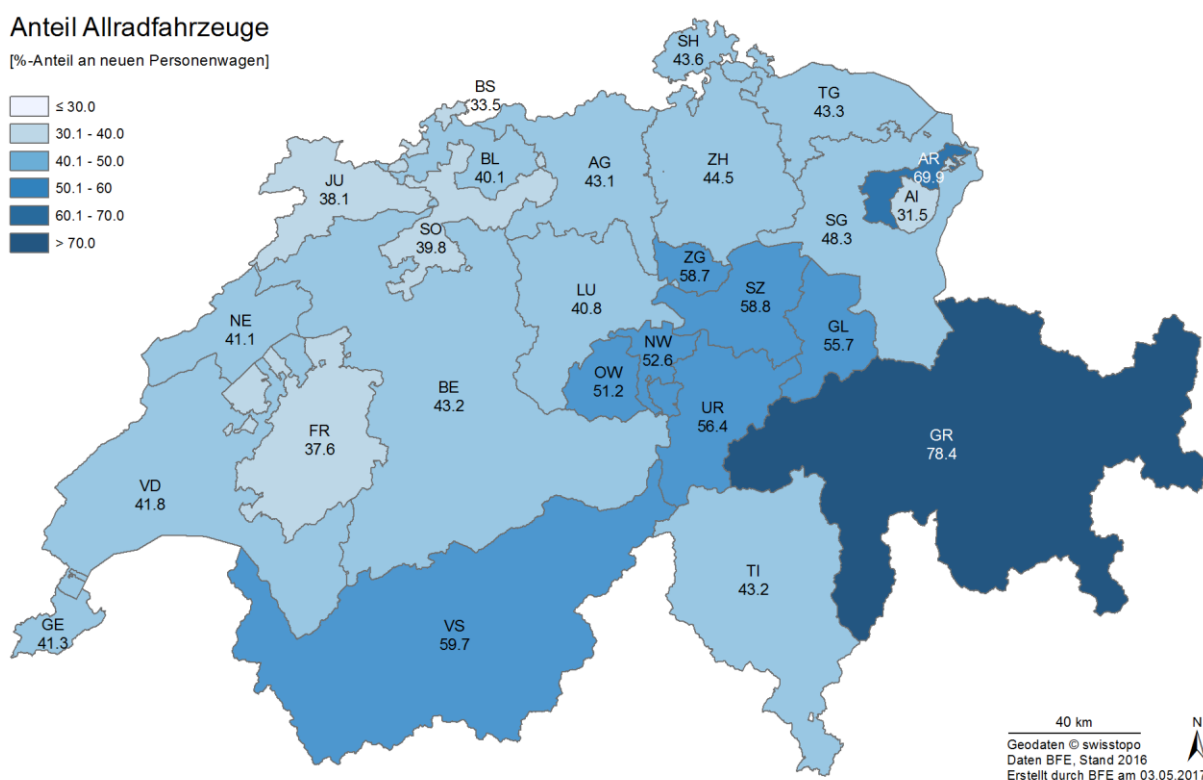 Anteil Allradfahrzeuge
[%-Anteil an neuen Personenwagen]
≤ 30.0
30.1 - 40.0
40.1 - 50.0
50.1 - 60
60.1 - 70.0
> 70.0
SH
43.6
BS
33.5
TG
43.3
BL
40.1
AG
43.1
ZH
44.5
AR
69.9
JU
38.1
AI
31.5
SO
39.8
SG
48.3
ZG
58.7
LU
40.8
SZ
58.8
NE
41.1
GL
55.7
NW
52.6
OW
51.2
BE
43.2
UR
56.4
FR
37.6
GR
78.4
VD
41.8
TI
43.2
GE
41.3
VS
59.7
40 km
N
Geodaten © swisstopo
Daten BFE, Stand 2016
Erstellt durch BFE am 03.05.2017